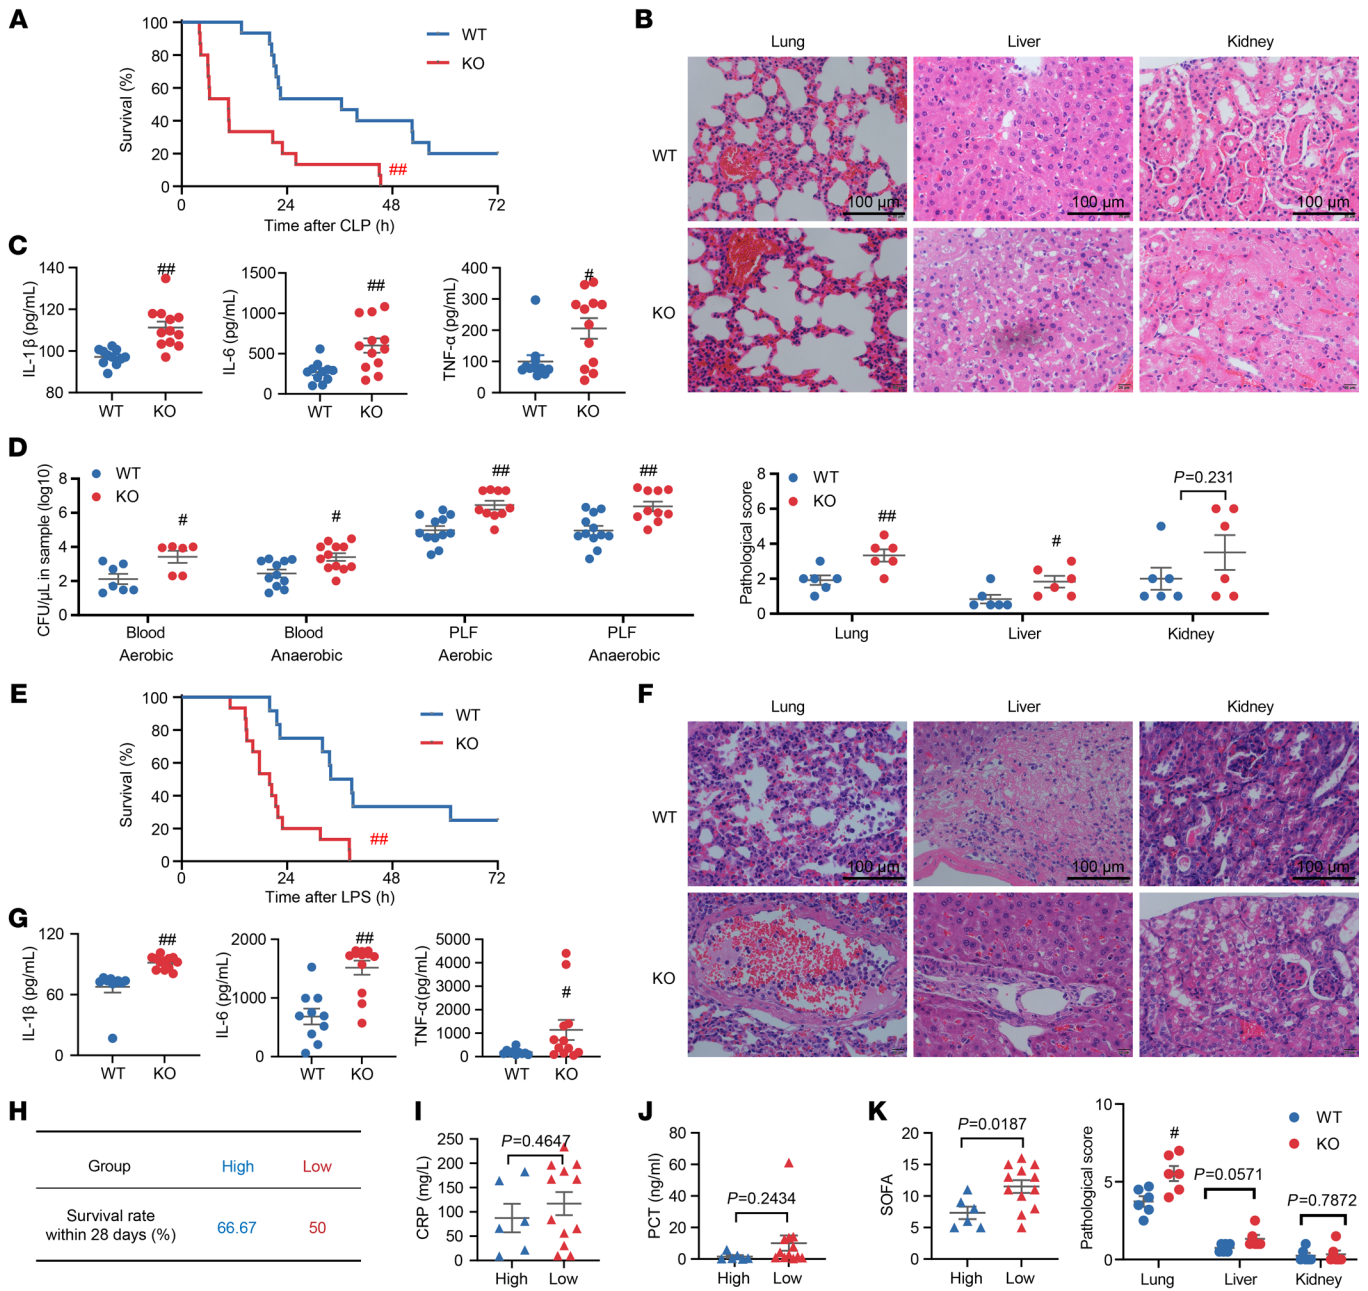 A
100
80
60
40
20
0
Survival (%)
0 24 48 72
Time after CLP (h)
WT
KO
##
B
Lung Liver Kidney
WT
100 µm 100 µm 100 µm
KO
C
IL-1β (pg/mL)
140
120
100
80
##
WT KO
IL-6 (pg/mL)
1500
1000
500
0
##
WT KO
TNF-α (pg/mL)
400
300
200
100
0
#
WT KO
D
CFU/µL in sample (log10)
8
6
4
2
0
WT
KO
# # ## ##
Blood Blood PLF PLF
Aerobic Anaerobic Aerobic Anaerobic
Pathological score
8
6
4
2
0
WT
KO
##
#
P=0.231
Lung Liver Kidney
E
Survival (%)
100
80
60
40
20
0
0 24 48 72
Time after LPS (h)
WT
KO
##
F
Lung Liver Kidney
WT
100 µm 100 µm 100 µm
KO
G
IL-1β (pg/mL)
120
60
0
##
WT KO
IL-6 (pg/mL)
2000
1000
0
##
WT KO
TNF-α(pg/mL)
5000
4000
3000
2000
1000
0
#
WT KO
H
Group High Low
Survival rate
within 28 days (%)
66.67 50
I
CRP (mg/L)
250
200
150
100
50
0
P=0.4647
High Low
J
PCT (ng/ml)
80
60
40
20
0
P=0.2434
High Low
K
SOFA
20
15
10
5
0
P=0.0187
High Low
Pathological score
10
5
0
WT
KO
#
P=0.0571
P=0.7872
Lung Liver Kidney